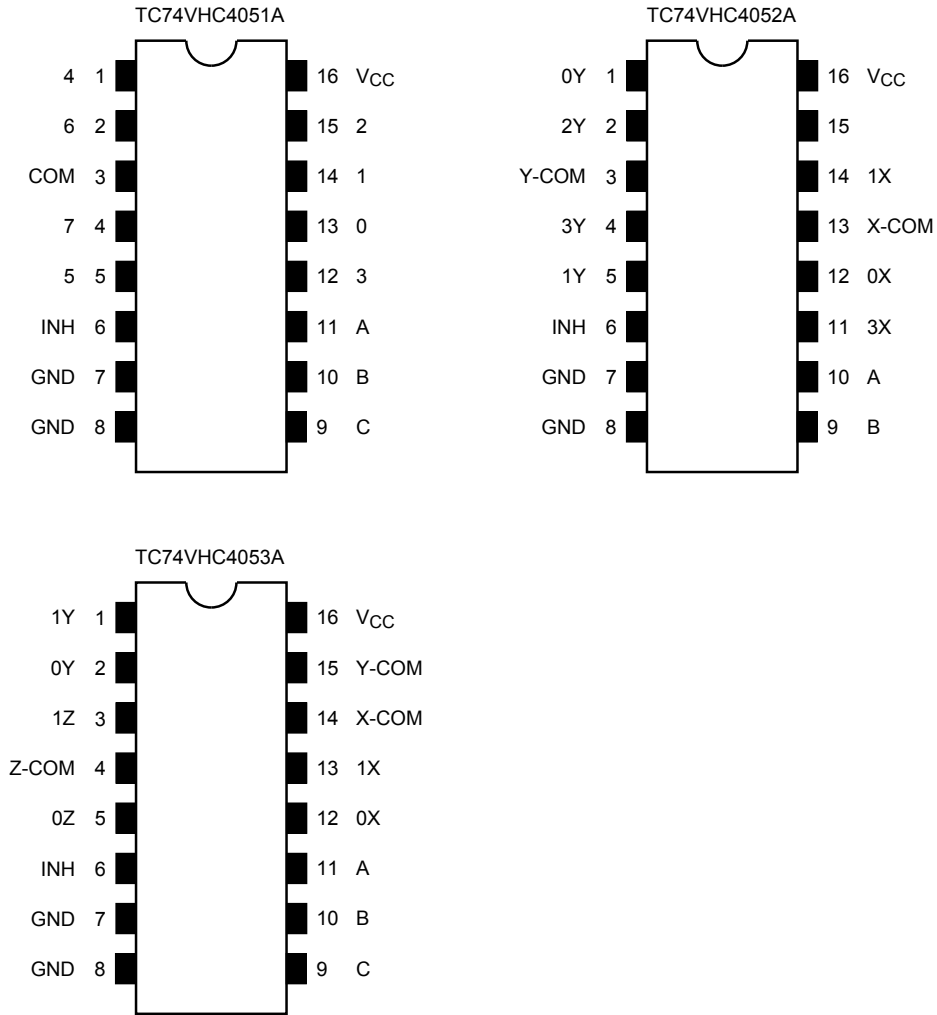 TC74VHC4051A
4 1 16 VCC
6 2 15 2
COM 3 14 1
7 4 13 0
5 5 12 3
INH 6 11 A
GND 7 10 B
GND 8 9 C
TC74VHC4052A
0Y 1 16 VCC
2Y 2 15
Y-COM 3 14 1X
3Y 4 13 X-COM
1Y 5 12 0X
INH 6 11 3X
GND 7 10 A
GND 8 9 B
TC74VHC4053A
1Y 1 16 VCC
0Y 2 15 Y-COM
1Z 3 14 X-COM
Z-COM 4 13 1X
0Z 5 12 0X
INH 6 11 A
GND 7 10 B
GND 8 9 C